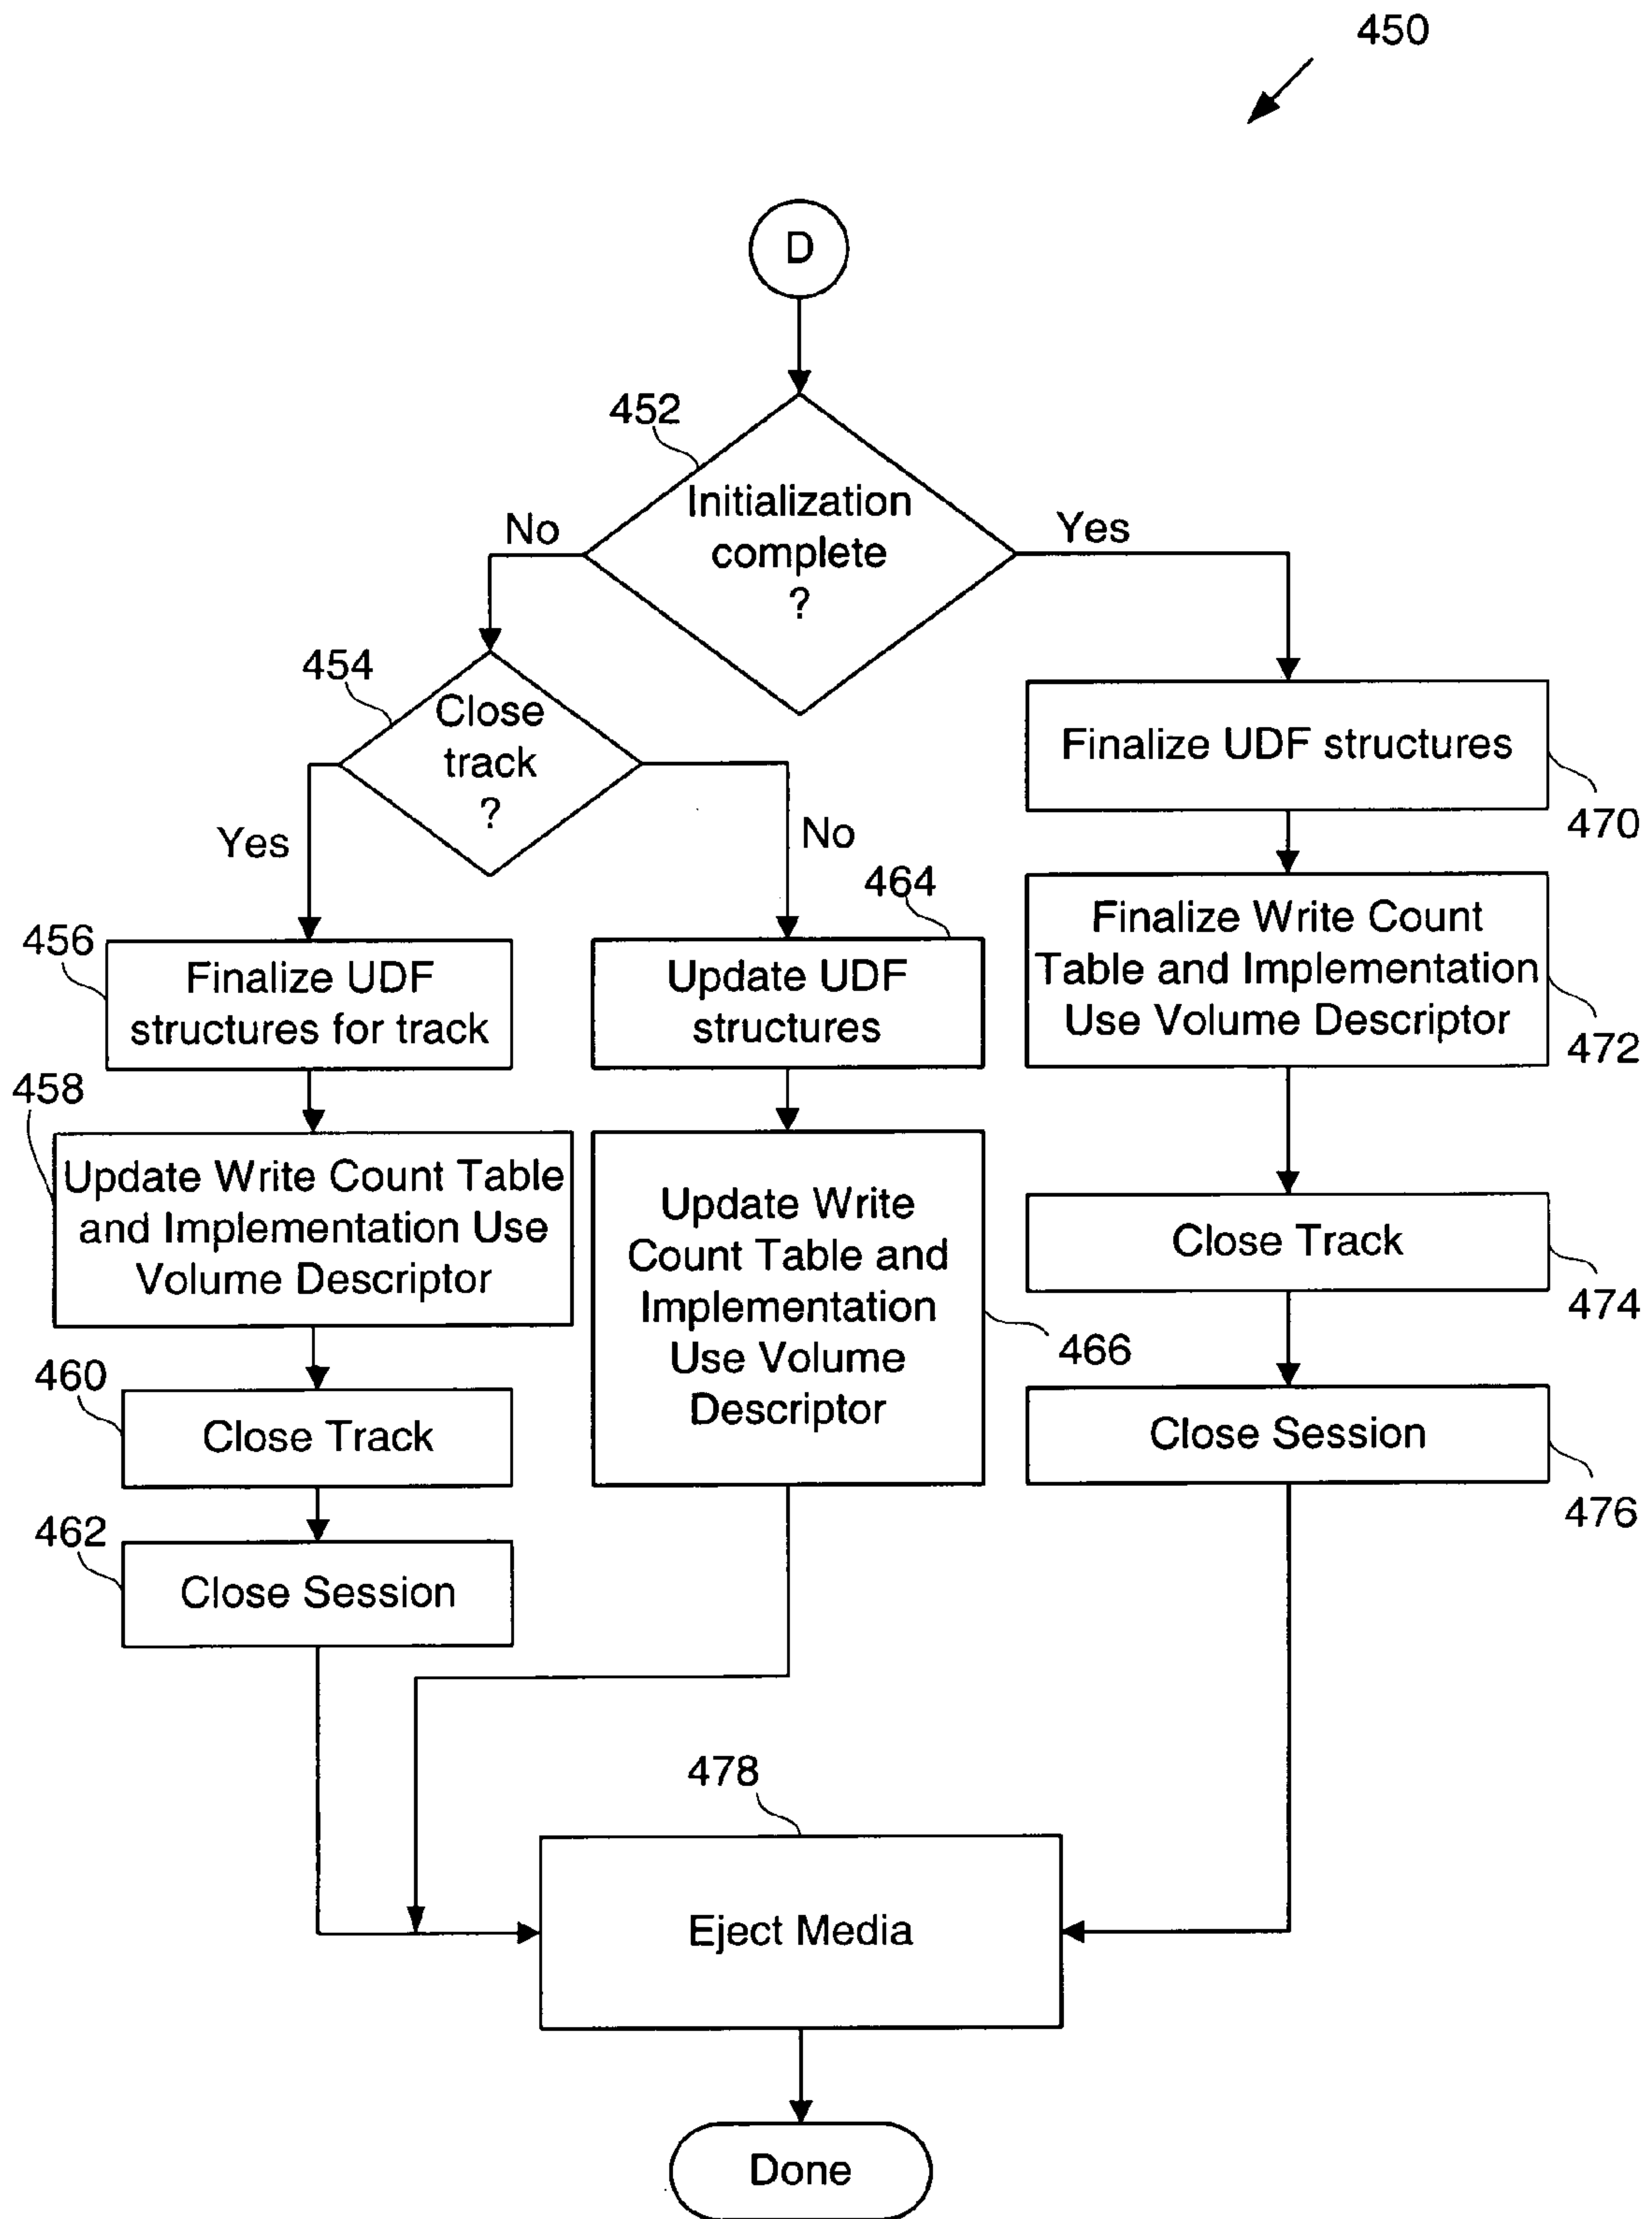 450
D
452
Initialization
complete
?
No
Yes
454
Close
track
?
Yes
No
Finalize UDF structures
470
464
456
Finalize UDF
structures for track
Update UDF
structures
Finalize Write Count
Table and Implementation
Use Volume Descriptor
472
458
Update Write Count Table
and Implementation Use
Volume Descriptor
Update Write
Count Table and
Implementation
Use Volume
Descriptor
466
Close Track
474
460
Close Track
Close Session
476
462
Close Session
478
Eject Media
Done